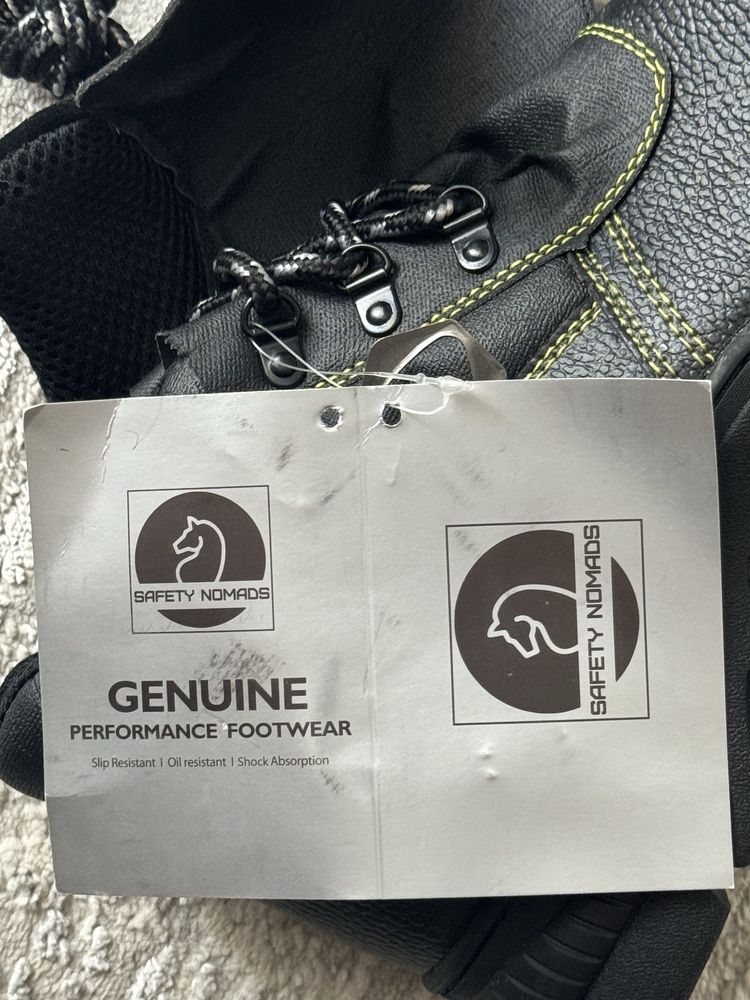 SAFETY NOMADS
GENUINE
PERFORMANCE FOOTWEAR
Slip Resistant I Oil resistant I Shock Absorption
SAFETY NOMADS